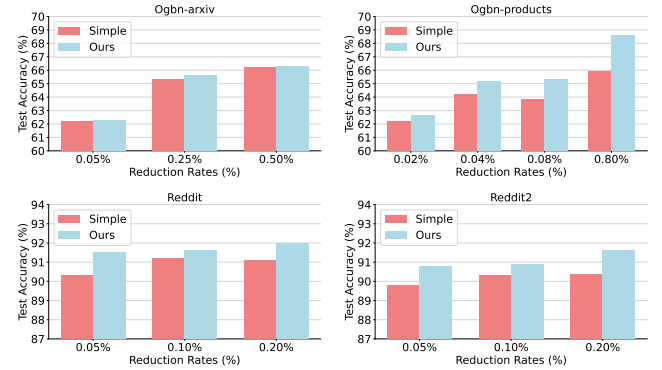 Ogbn-arxiv
Test Accuracy (%)
70
69
68
67
66
65
64
63
62
61
60
Simple
Ours
0.05%
0.25%
0.50%
Reduction Rates (%)
Ogbn-products
Test Accuracy (%)
70
69
68
67
66
65
64
63
62
61
60
Simple
Ours
0.02%
0.04%
0.08%
0.80%
Reduction Rates (%)
Reddit
Test Accuracy (%)
94
93
92
91
90
89
88
87
Simple
Ours
0.05%
0.10%
0.20%
Reduction Rates (%)
Reddit2
Test Accuracy (%)
94
93
92
91
90
89
88
87
Simple
Ours
0.05%
0.10%
0.20%
Reduction Rates (%)